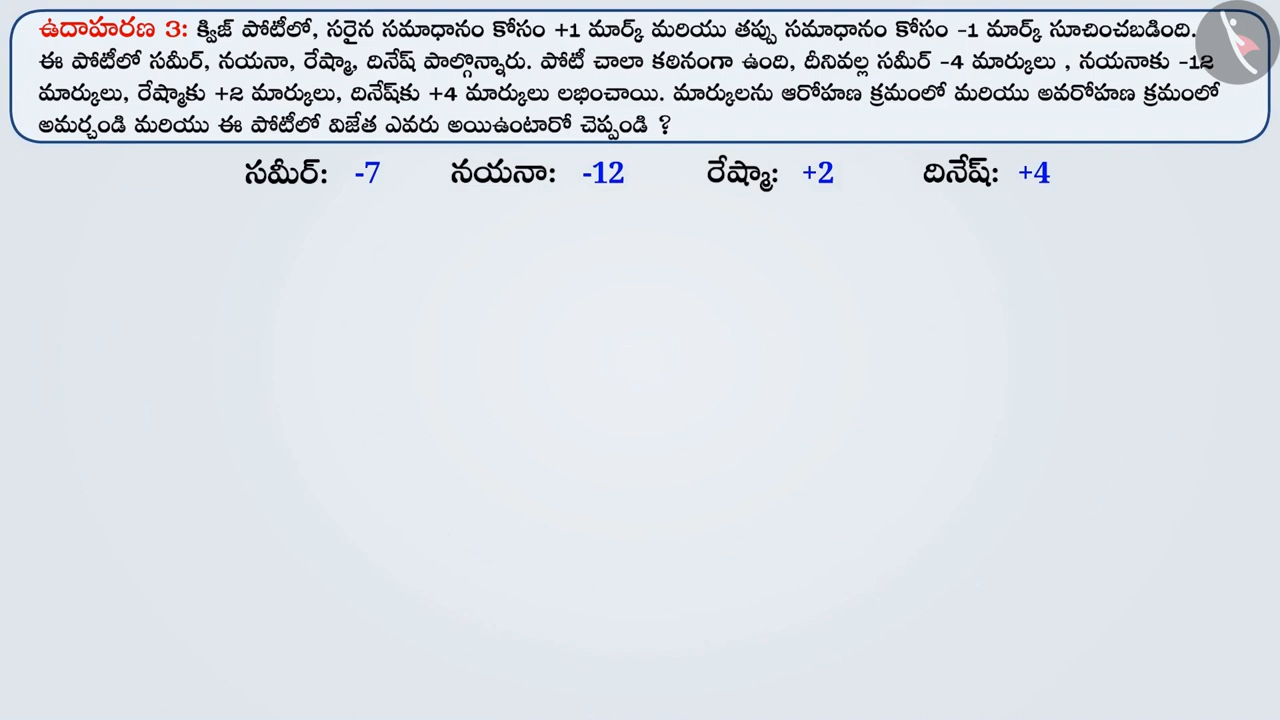 ఉదాహరణ 3: క్విజ్ పోటీలో, సరైన సమాధానం కోసం +1 మార్క్ మరియు తప్పు సమాధానం కోసం -1 మార్క్ సూచించబడింది.
ఈ పోటీలో సమీర్, నయనా, రేష్మా, దినేష్ పాల్గొన్నారు. పోటీ చాలా కఠినంగా ఉంది, దీనివల్ల సమీర్ -4 మార్కులు , నయనాకు -12
మార్కులు, రేష్మాకు +2 మార్కులు, దినేష్‌కు +4 మార్కులు లభించాయి. మార్కులను ఆరోహణ క్రమంలో మరియు అవరోహణ క్రమంలో
అమర్చండి మరియు ఈ పోటీలో విజేత ఎవరు అయిఉంటారో చెప్పండి ?
సమీర్: -7 నయనా: -12 రేష్మా: +2 దినేష్: +4